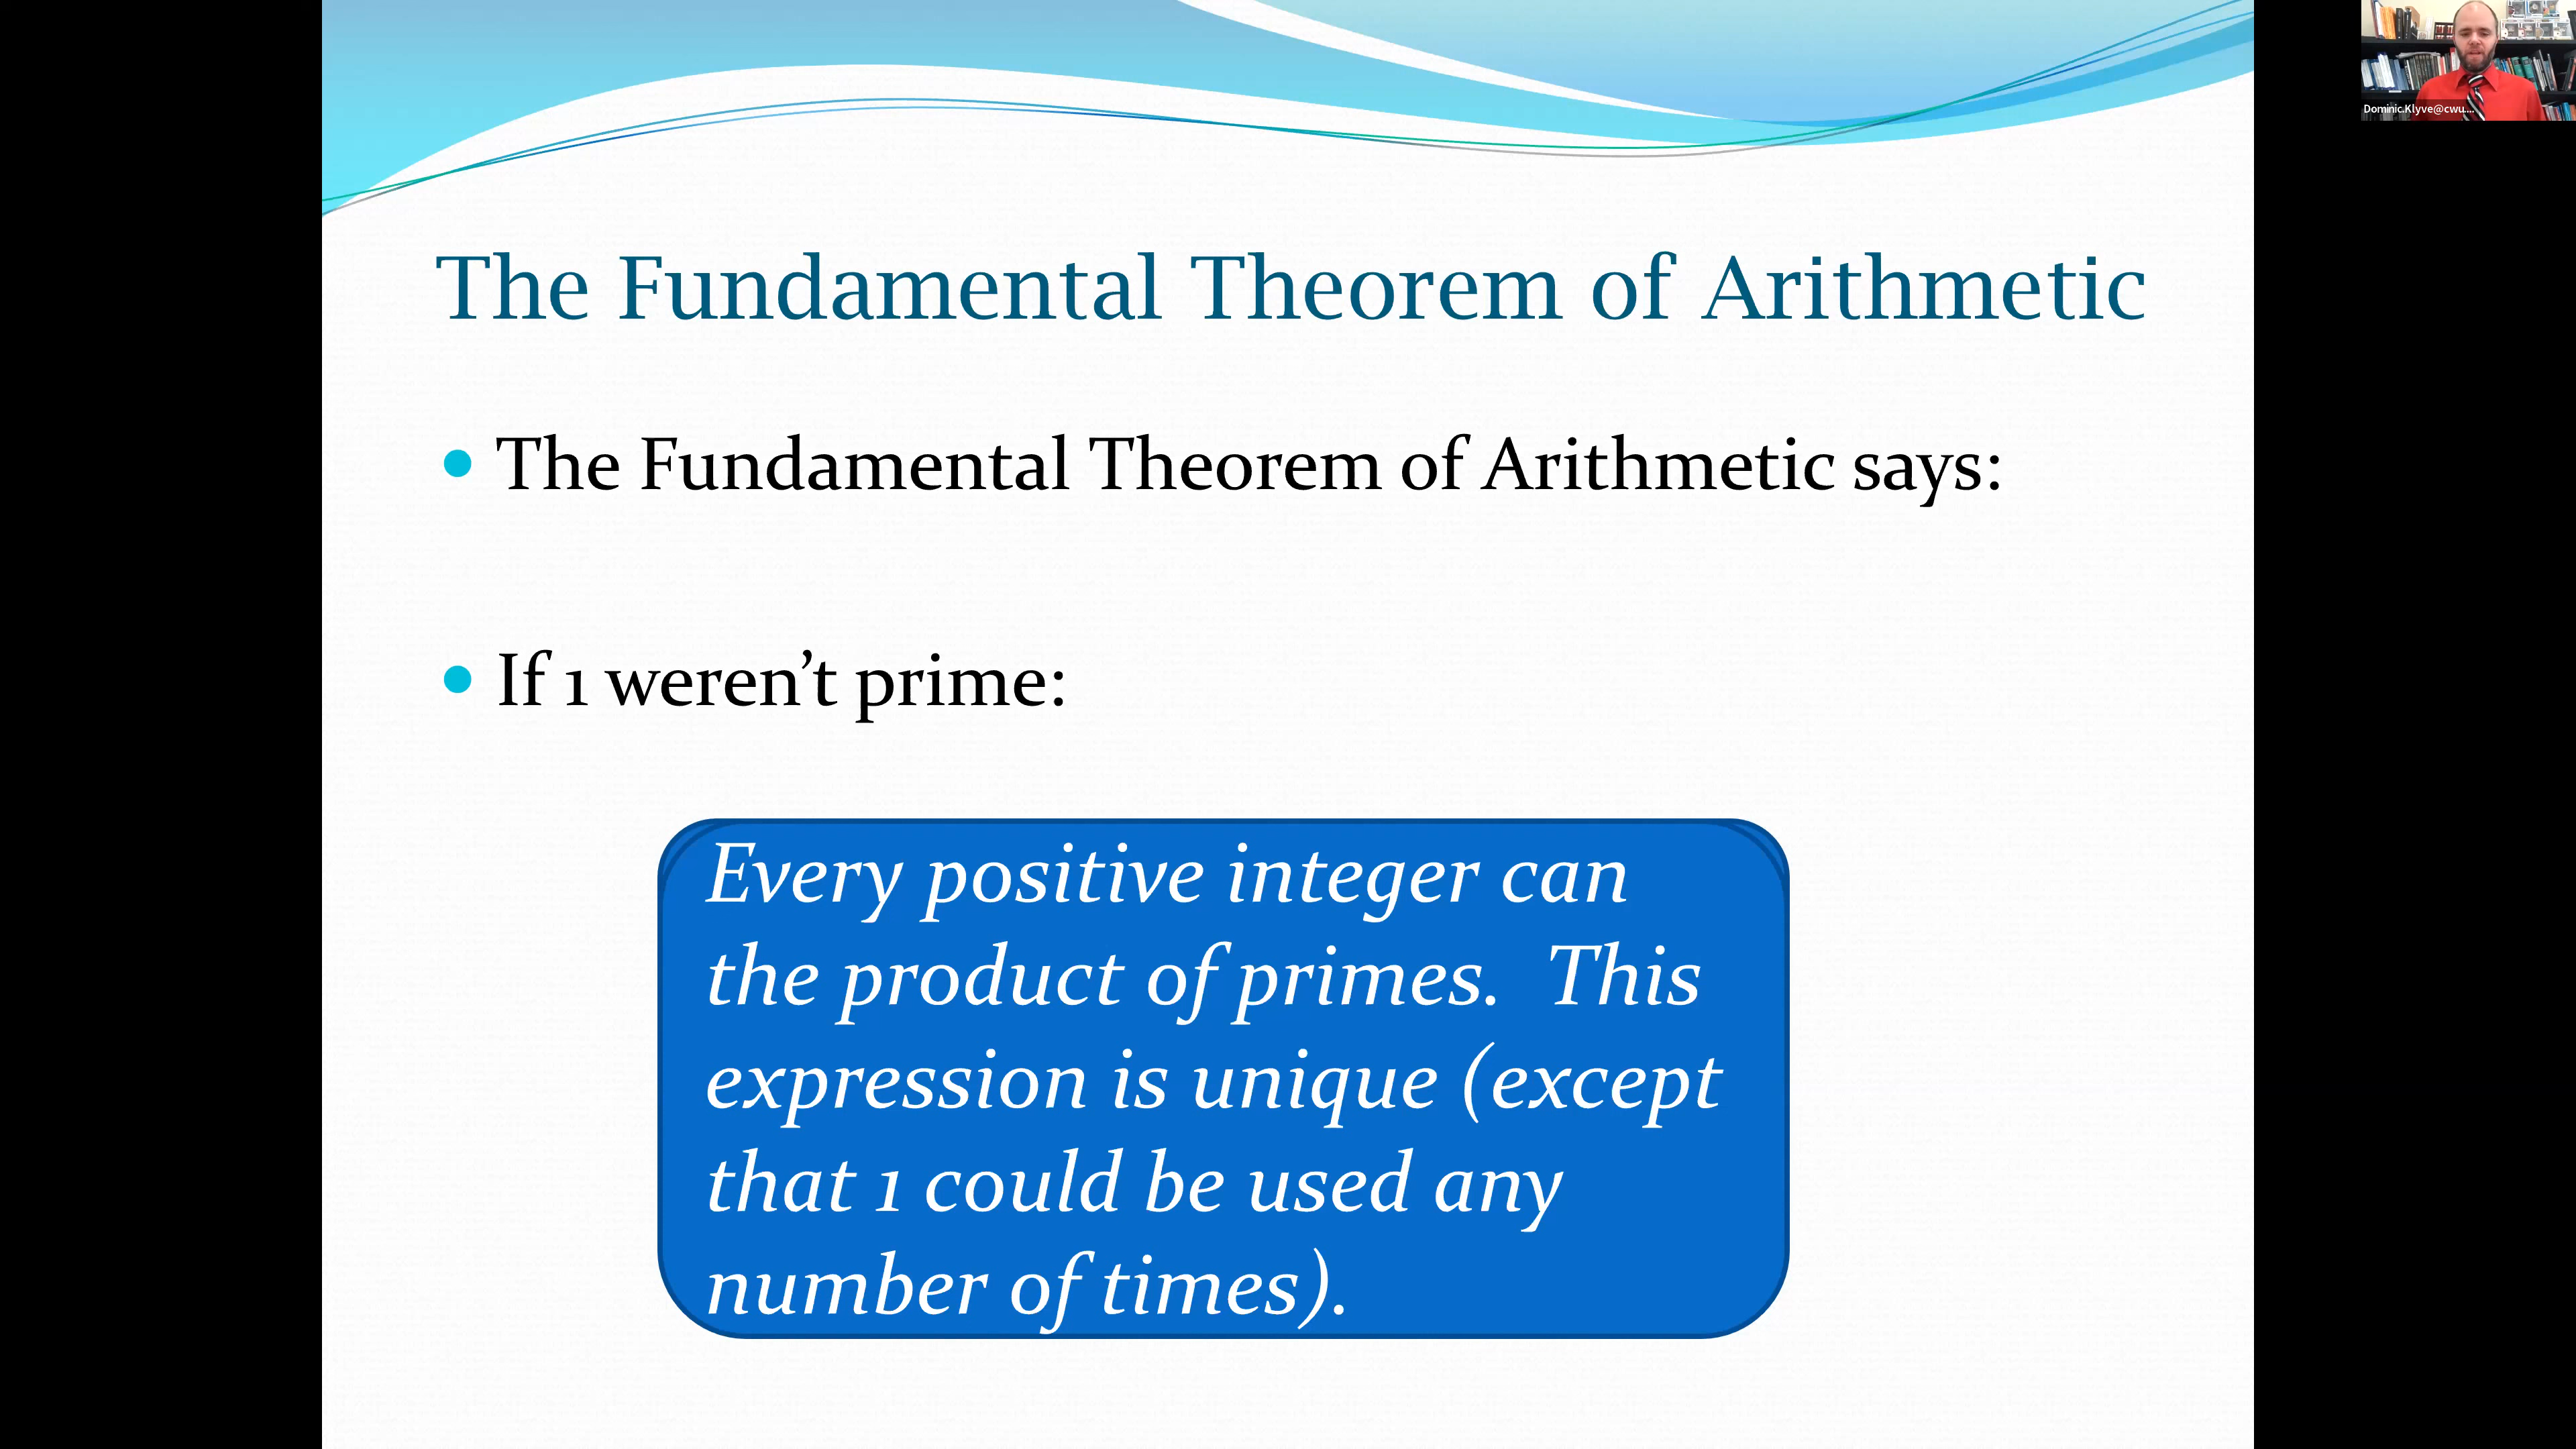 Dominic.Klyve@cwu....
The Fundamental Theorem of Arithmetic
The Fundamental Theorem of Arithmetic says:
If 1 weren’t prime:
Every positive integer can
the product of primes. This
expression is unique (except
that 1 could be used any
number of times).